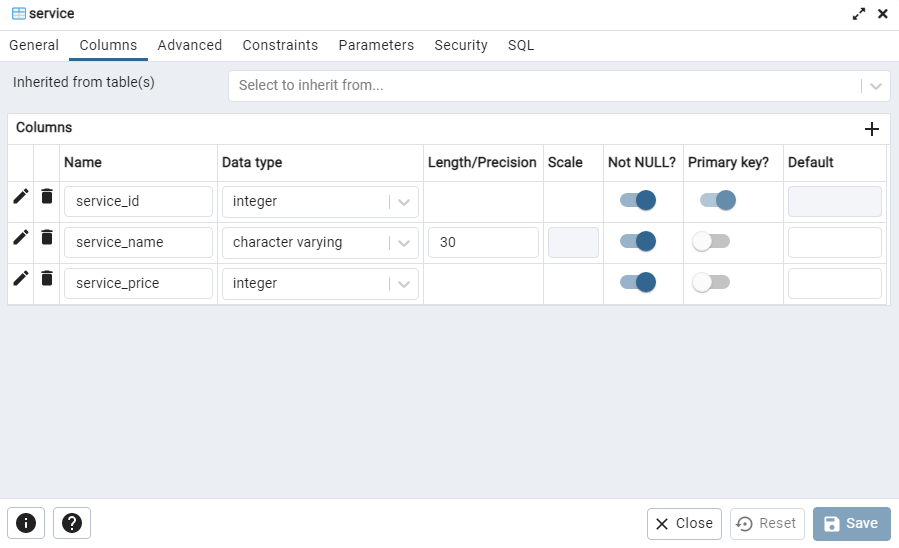 service
General Columns Advanced Constraints Parameters Security SQL
Inherited from table(s) Select to inherit from...
Columns
Name Data type Length/Precision Scale Not NULL? Primary key? Default
service_id integer
service_name character varying 30
service_price integer
Close Reset Save